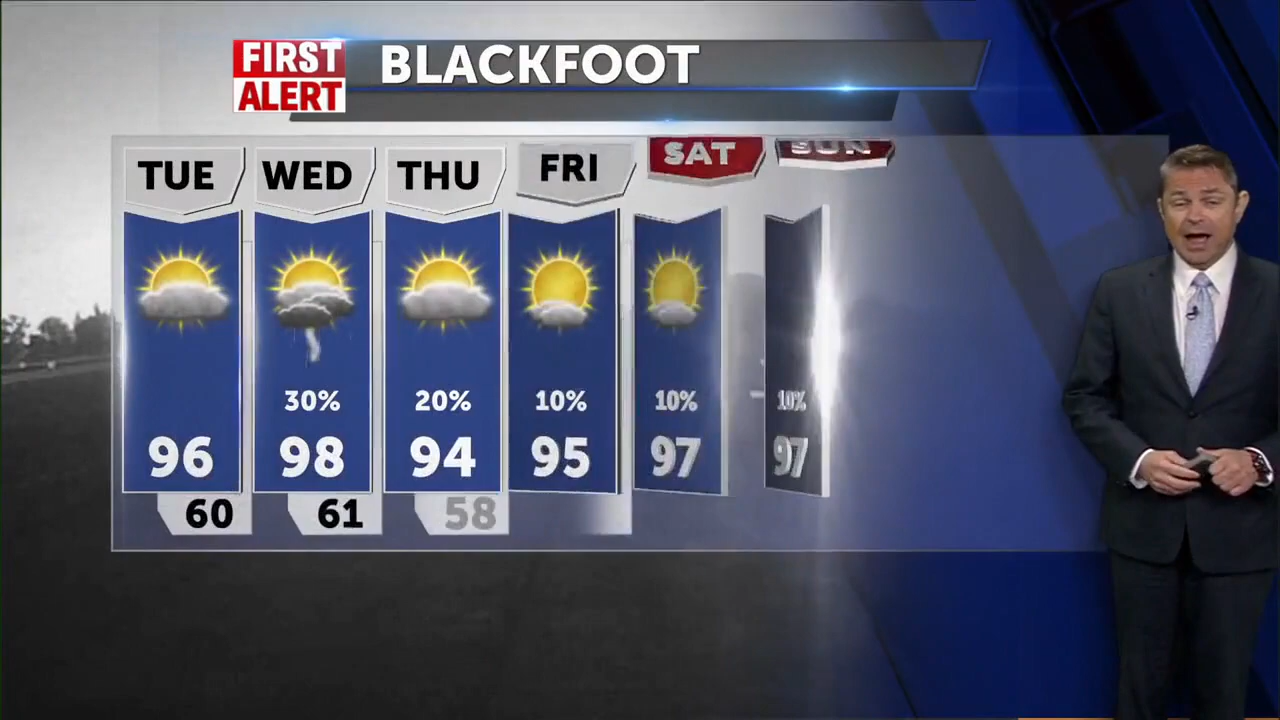 FIRST
ALERT
BLACKFOOT
TUE WED THU FRI SAT SUN
30% 20% 10% 10% 10%
96 98 94 95 97 97
60 61 58